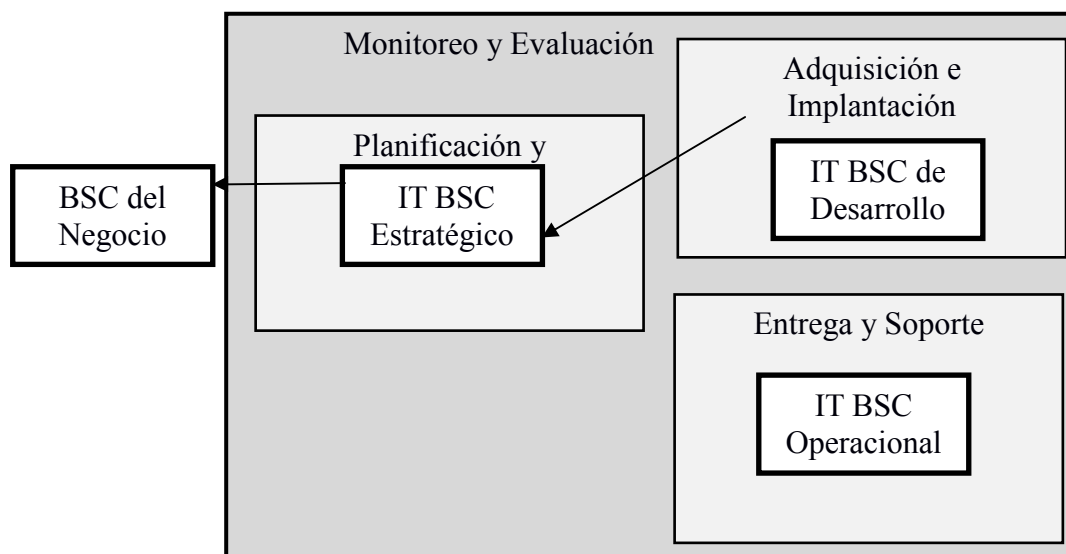 Monitoreo y Evaluación
Adquisición e
Implantación
Planificación y
BSC del
Negocio
IT BSC
Estratégico
IT BSC de
Desarrollo
Entrega y Soporte
IT BSC
Operacional